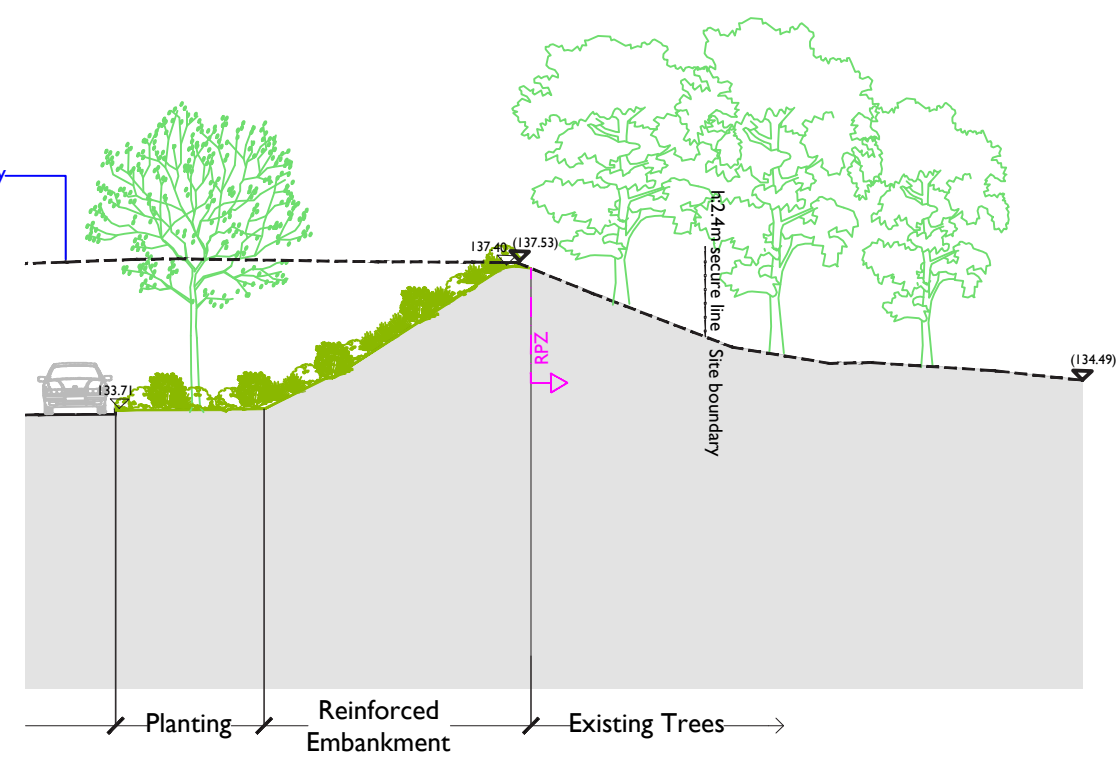 y
h:2.4m secure line
Site boundary
137.40
(137.53)
RPZ
(134.49)
133.71
Planting
Reinforced
Embankment
Existing Trees